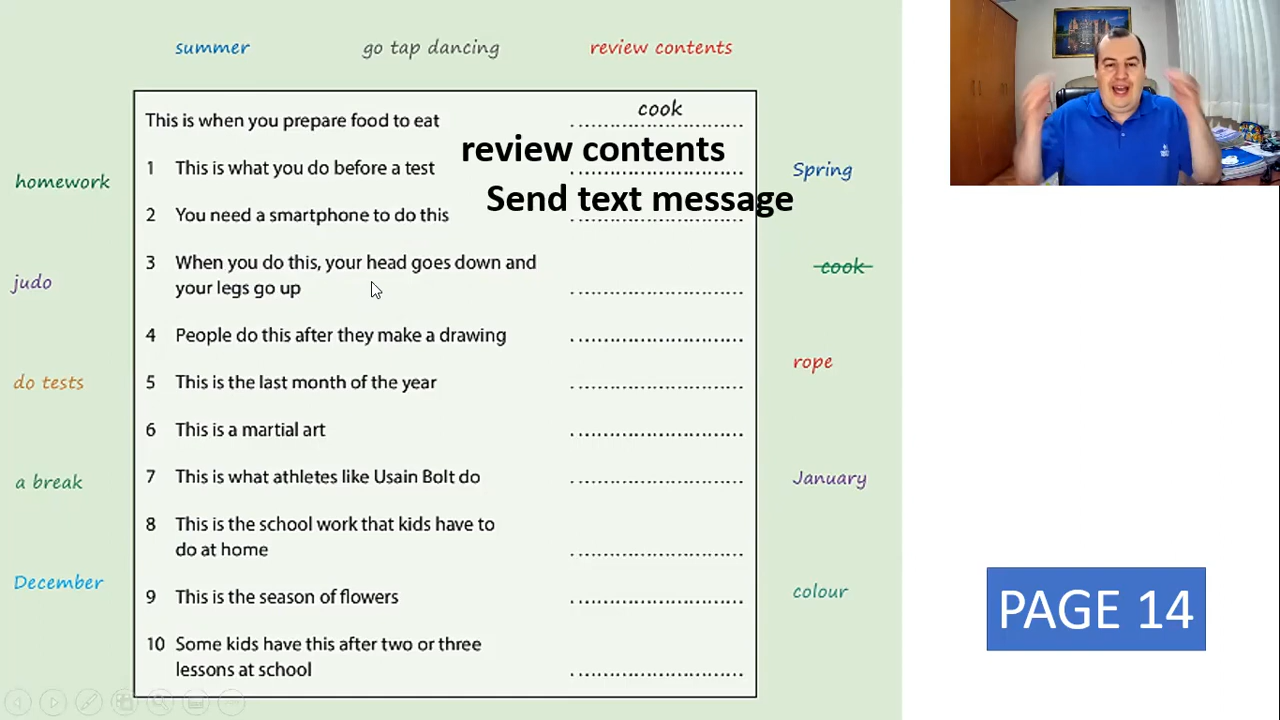 summer
go tap dancing
review contents
This is when you prepare food to eat
cook
review contents
1 This is what you do before a test
Send text message
2 You need a smartphone to do this
3 When you do this, your head goes down and
your legs go up
4 People do this after they make a drawing
5 This is the last month of the year
6 This is a martial art
7 This is what athletes like Usain Bolt do
8 This is the school work that kids have to
do at home
9 This is the season of flowers
10 Some kids have this after two or three
lessons at school
homework
judo
do tests
a break
December
Spring
cook
rope
January
colour
PAGE 14